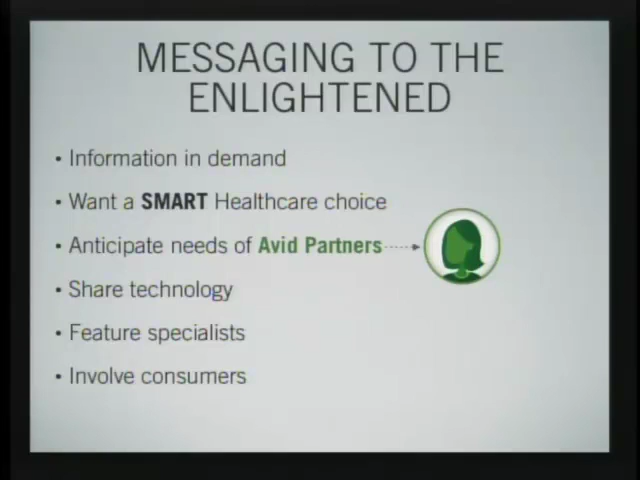 MESSAGING TO THE
ENLIGHTENED
• Information in demand
• Want a SMART Healthcare choice
• Anticipate needs of Avid Partners
• Share technology
• Feature specialists
• Involve consumers